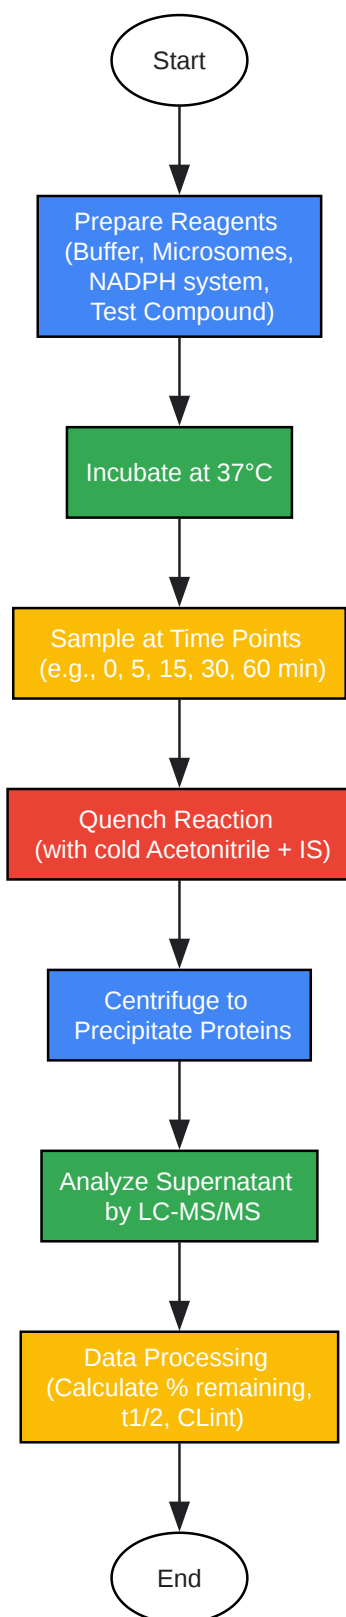 Start
Prepare Reagents
(Buffer, Microsomes,
NADPH system,
Test Compound)
Incubate at 37°C
Sample at Time Points
(e.g., 0, 5, 15, 30, 60 min)
Quench Reaction
(with cold Acetonitrile + IS)
Centrifuge to
Precipitate Proteins
Analyze Supernatant
by LC-MS/MS
Data Processing
(Calculate % remaining,
t1/2, CLint)
End